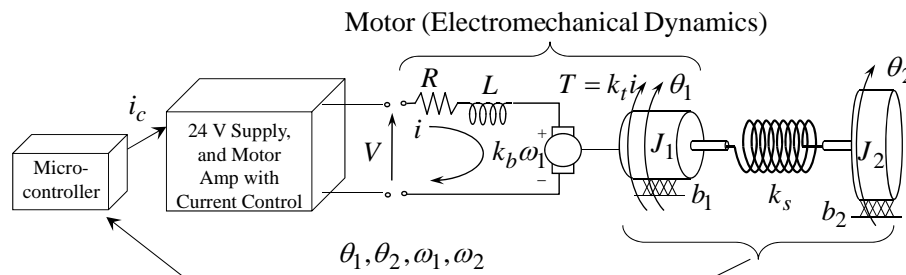 Motor (Electromechanical Dynamics)
R
L
T = k_t i
θ_1
θ_2
i_c
24 V Supply,
and Motor
Amp with
Current Control
Micro-
controller
V
i
k_b ω_1
+
−
J_1
J_2
b_1
k_s
b_2
θ_1, θ_2, ω_1, ω_2